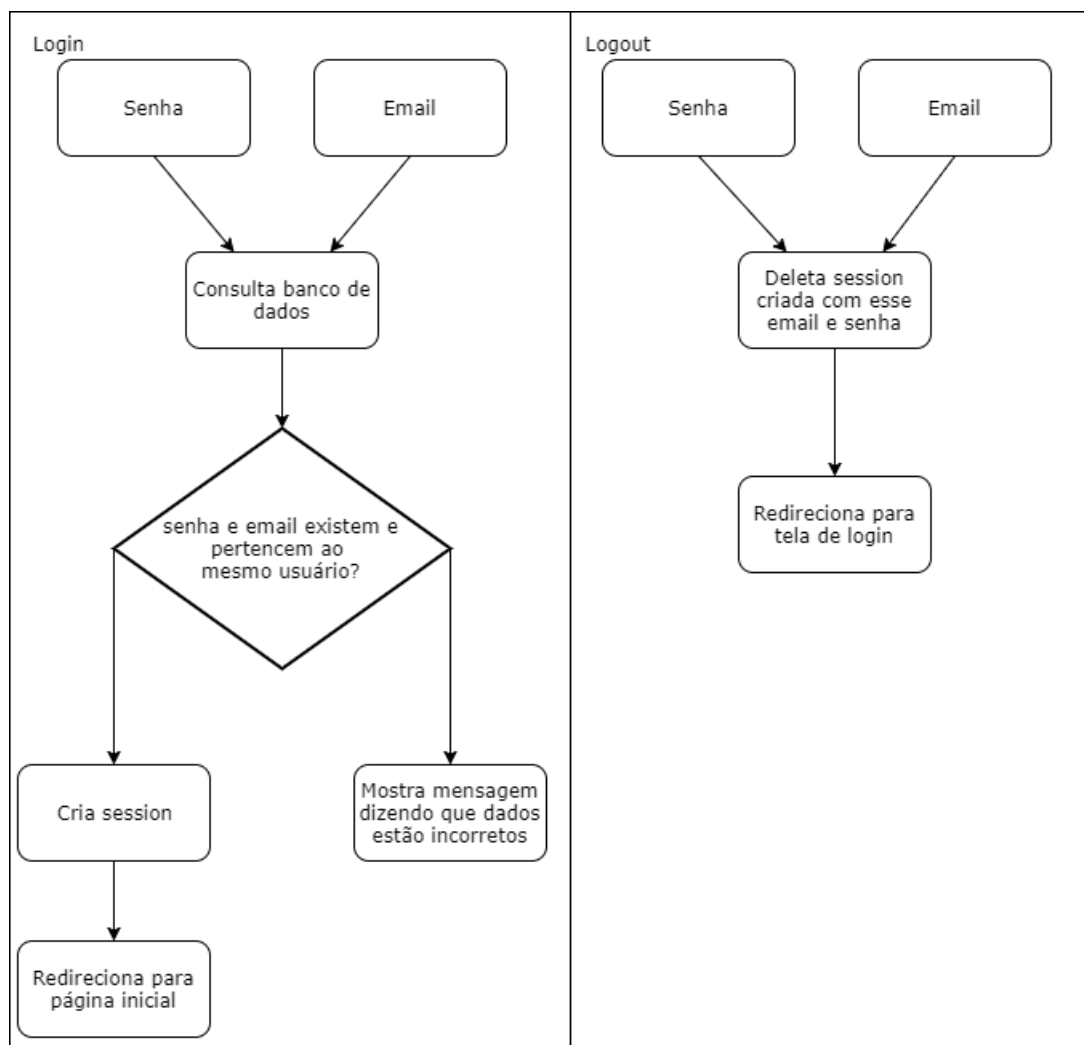 Login
Senha
Email
Consulta banco de
dados
senha e email existem e
pertencem ao
mesmo usuário?
Cria session
Mostra mensagem
dizendo que dados
estão incorretos
Redireciona para
página inicial
Logout
Senha
Email
Deleta session
criada com esse
email e senha
Redireciona para
tela de login